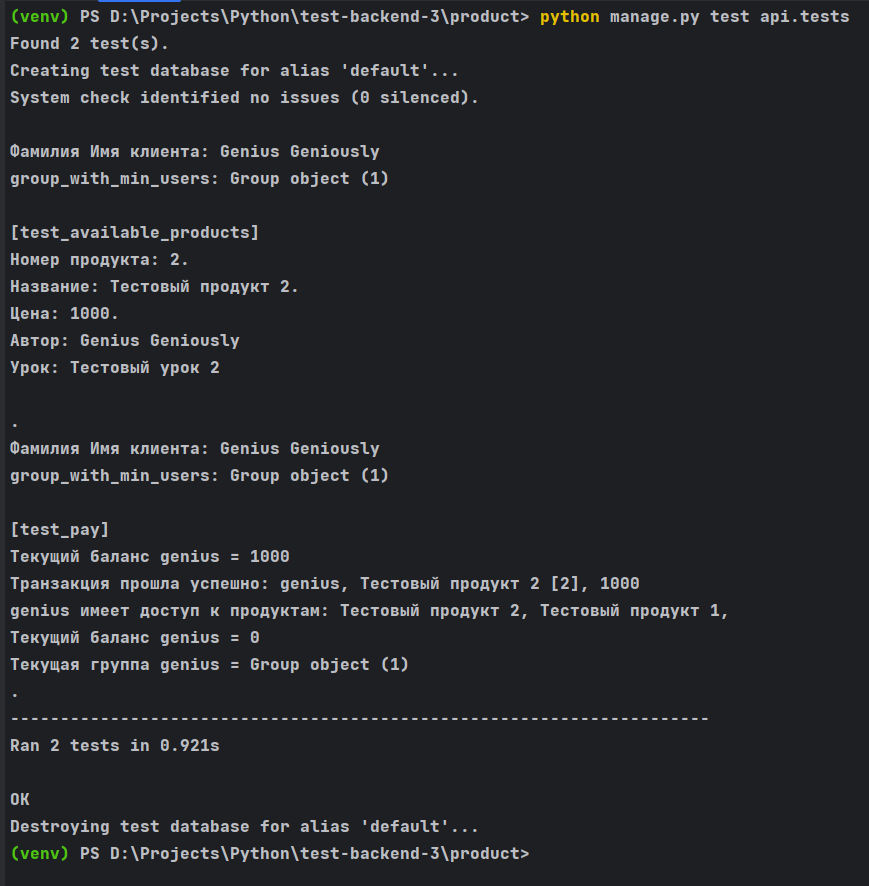 (venv) PS D:\Projects\Python\test-backend-3\product> python manage.py test api.tests
Found 2 test(s).
Creating test database for alias 'default'...
System check identified no issues (0 silenced).
Фамилия Имя клиента: Genius Geniously
group_with_min_users: Group object (1)
[test_available_products]
Номер продукта: 2.
Название: Тестовый продукт 2.
Цена: 1000.
Автор: Genius Geniously
Урок: Тестовый урок 2
.
Фамилия Имя клиента: Genius Geniously
group_with_min_users: Group object (1)
[test_pay]
Текущий баланс genius = 1000
Транзакция прошла успешно: genius, Тестовый продукт 2 [2], 1000
genius имеет доступ к продуктам: Тестовый продукт 2, Тестовый продукт 1,
Текущий баланс genius = 0
Текущая группа genius = Group object (1)
.
----------------------------------------------------------------------
Ran 2 tests in 0.921s
OK
Destroying test database for alias 'default'...
(venv) PS D:\Projects\Python\test-backend-3\product>